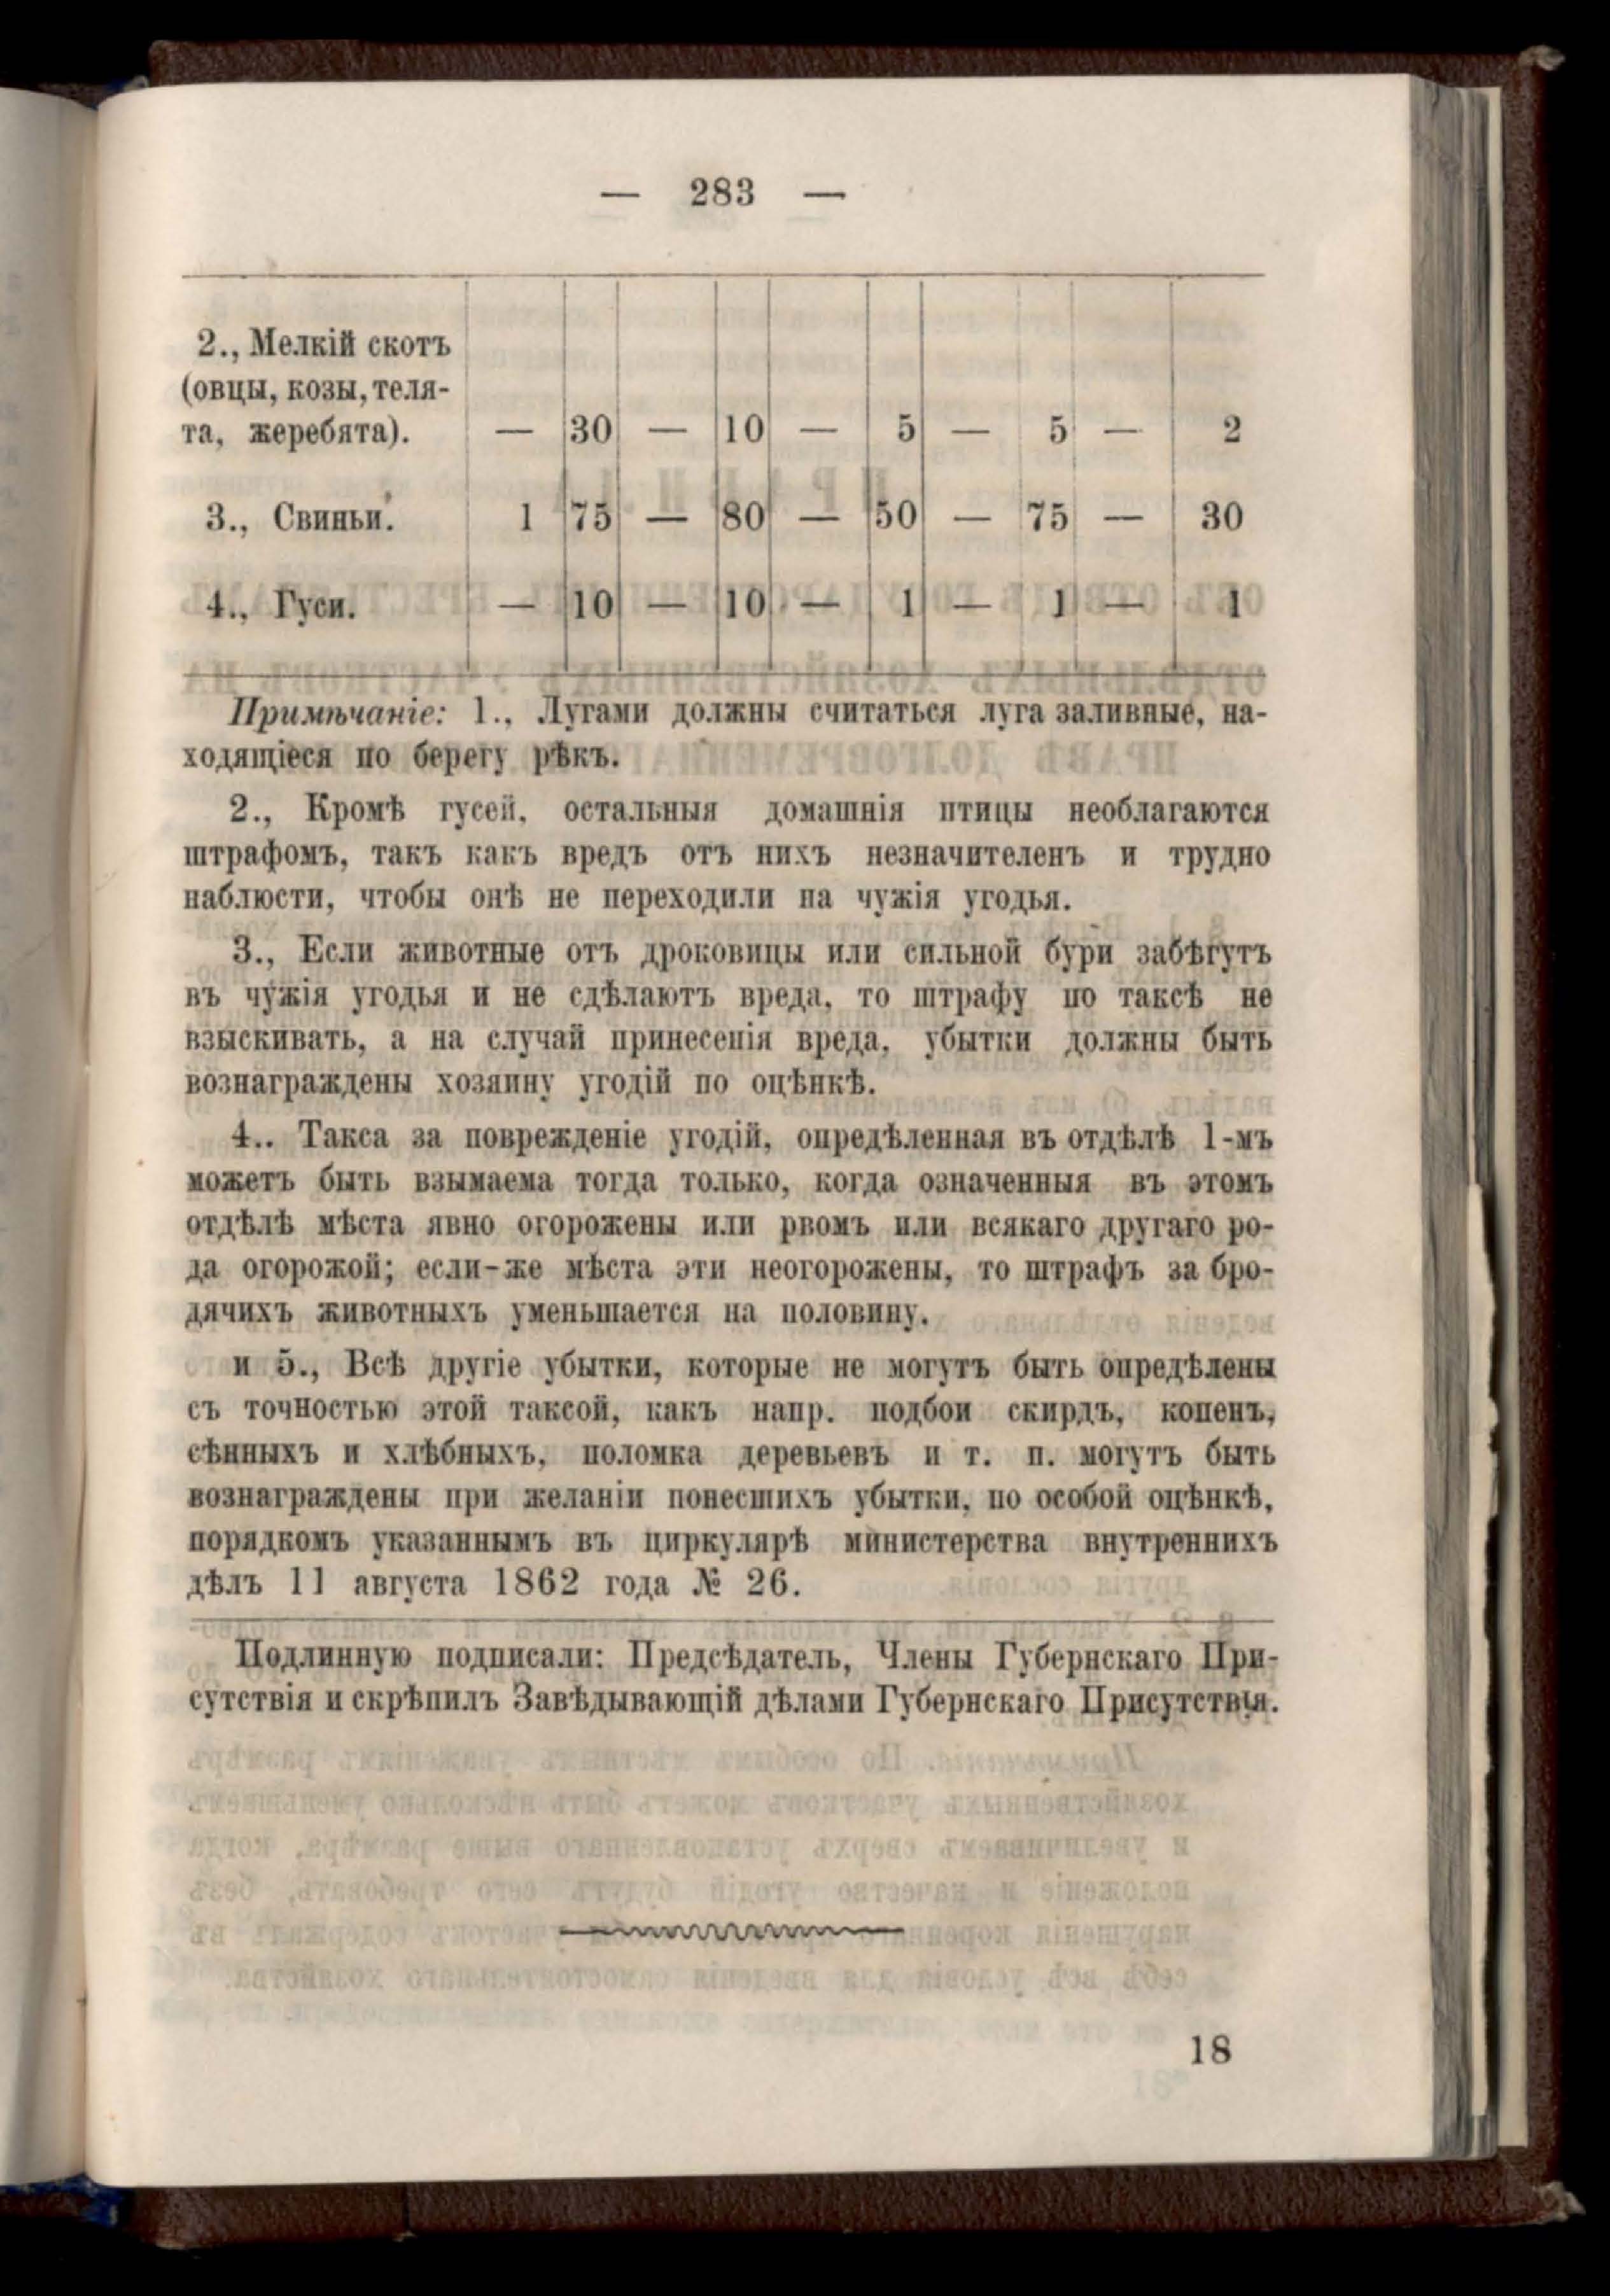 — 283 —
2., Мелкій скотъ
(овцы, козы, теля-
та, жеребята). — 30 — 10 — 5 — 5 — 2
3., Свиньи. 1 75 — 80 — 50 — 75 — 30
4., Гуси. — 10 — 10 — 1 — 1 — 1
Примѣчаніе: 1., Лугами должны считаться луга заливные, на-
ходящіеся по берегу рѣкъ.
2., Кромѣ гусей, остальныя домашнія птицы необлагаются
штрафомъ, такъ какъ вредъ отъ нихъ незначителенъ и трудно
наблюсти, чтобы онѣ не переходили на чужія угодья.
3., Если животные отъ дроковицы или сильной бури забѣгутъ
въ чужія угодья и не сдѣлаютъ вреда, то штрафу по таксѣ не
взыскивать, а на случай принесенія вреда, убытки должны быть
вознаграждены хозяину угодій по оцѣнкѣ.
4.. Такса за поврежденіе угодій, опредѣленная въ отдѣлѣ 1-мъ
можетъ быть взымаема тогда только, когда означенныя въ этомъ
отдѣлѣ мѣста явно огорожены или рвомъ или всякаго другаго ро-
да огорожой; если-же мѣста эти неогорожены, то штрафъ за бро-
дячихъ животныхъ уменьшается на половину.
и 5., Всѣ другіе убытки, которые не могутъ быть опредѣлены
съ точностью этой таксой, какъ напр. подбои скирдъ, копенъ,
сѣнныхъ и хлѣбныхъ, поломка деревьевъ и т. п. могутъ быть
вознаграждены при желаніи понесшихъ убытки, по особой оцѣнкѣ,
порядкомъ указаннымъ въ циркулярѣ министерства внутреннихъ
дѣлъ 11 августа 1862 года № 26.
Подлинную подписали: Предсѣдатель, Члены Губернскаго При-
сутствія и скрѣпилъ Завѣдывающій дѣлами Губернскаго Присутствія.
18